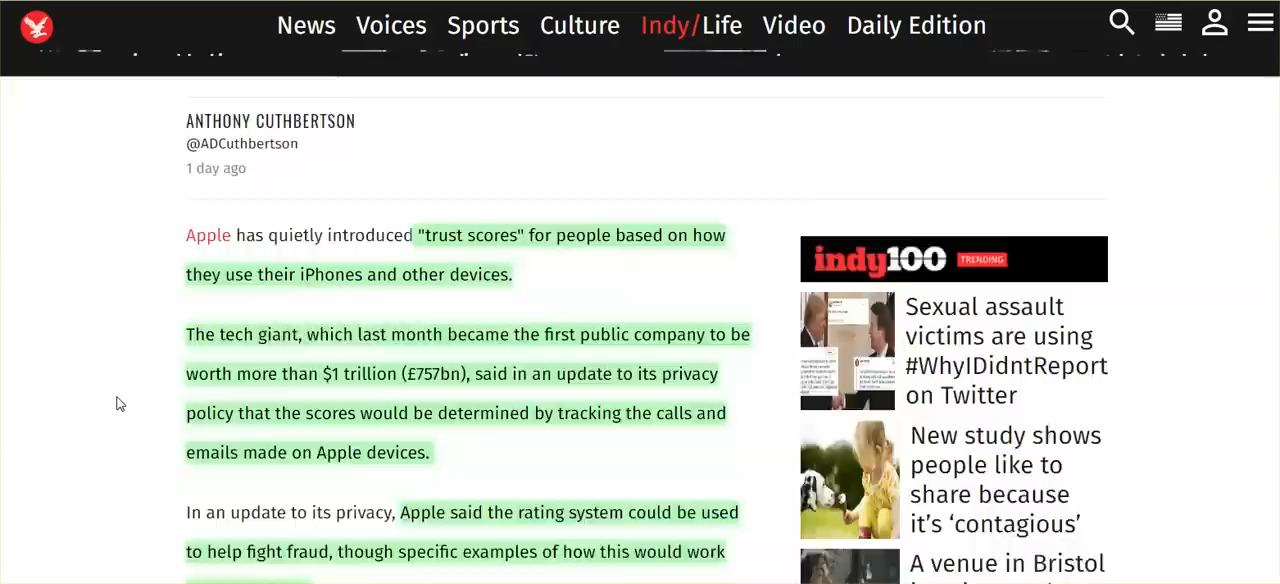 News Voices Sports Culture Indy/Life Video Daily Edition
ANTHONY CUTHBERTSON
@ADCuthbertson
1 day ago
Apple has quietly introduced "trust scores" for people based on how
they use their iPhones and other devices.
The tech giant, which last month became the first public company to be
worth more than $1 trillion (£757bn), said in an update to its privacy
policy that the scores would be determined by tracking the calls and
emails made on Apple devices.
In an update to its privacy, Apple said the rating system could be used
to help fight fraud, though specific examples of how this would work
indy100 TRENDING
Sexual assault
victims are using
#WhyIDidntReport
on Twitter
New study shows
people like to
share because
it's ‘contagious’
A venue in Bristol